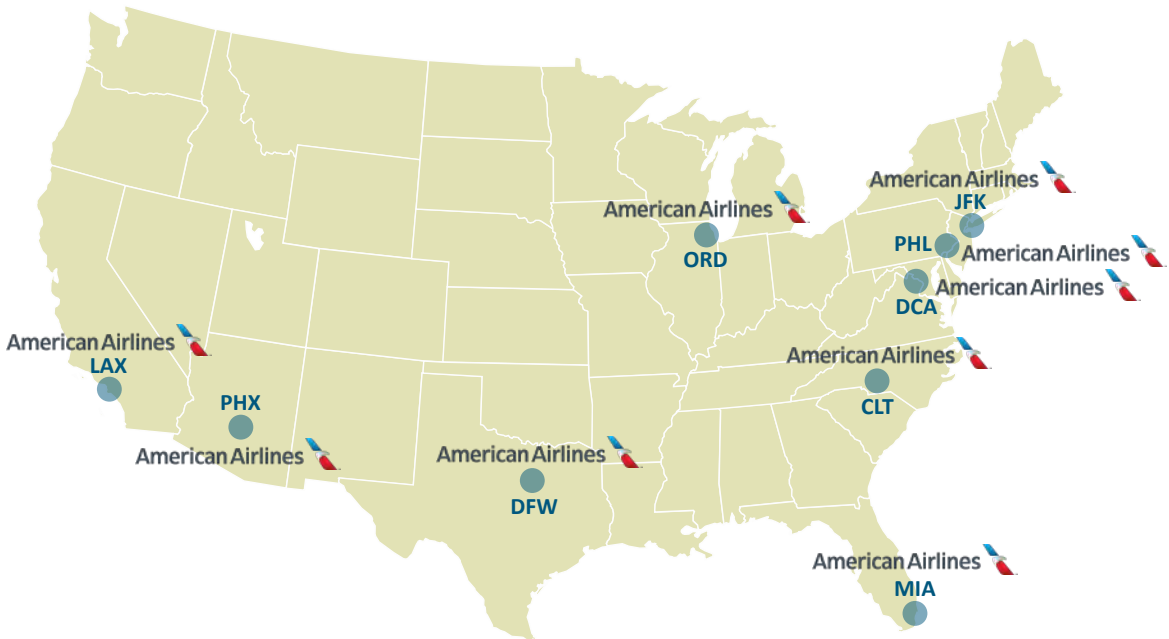 American Airlines
JFK
American Airlines
ORD
PHL
American Airlines
DCA
American Airlines
American Airlines
LAX
American Airlines
CLT
PHX
American Airlines
American Airlines
DFW
American Airlines
MIA